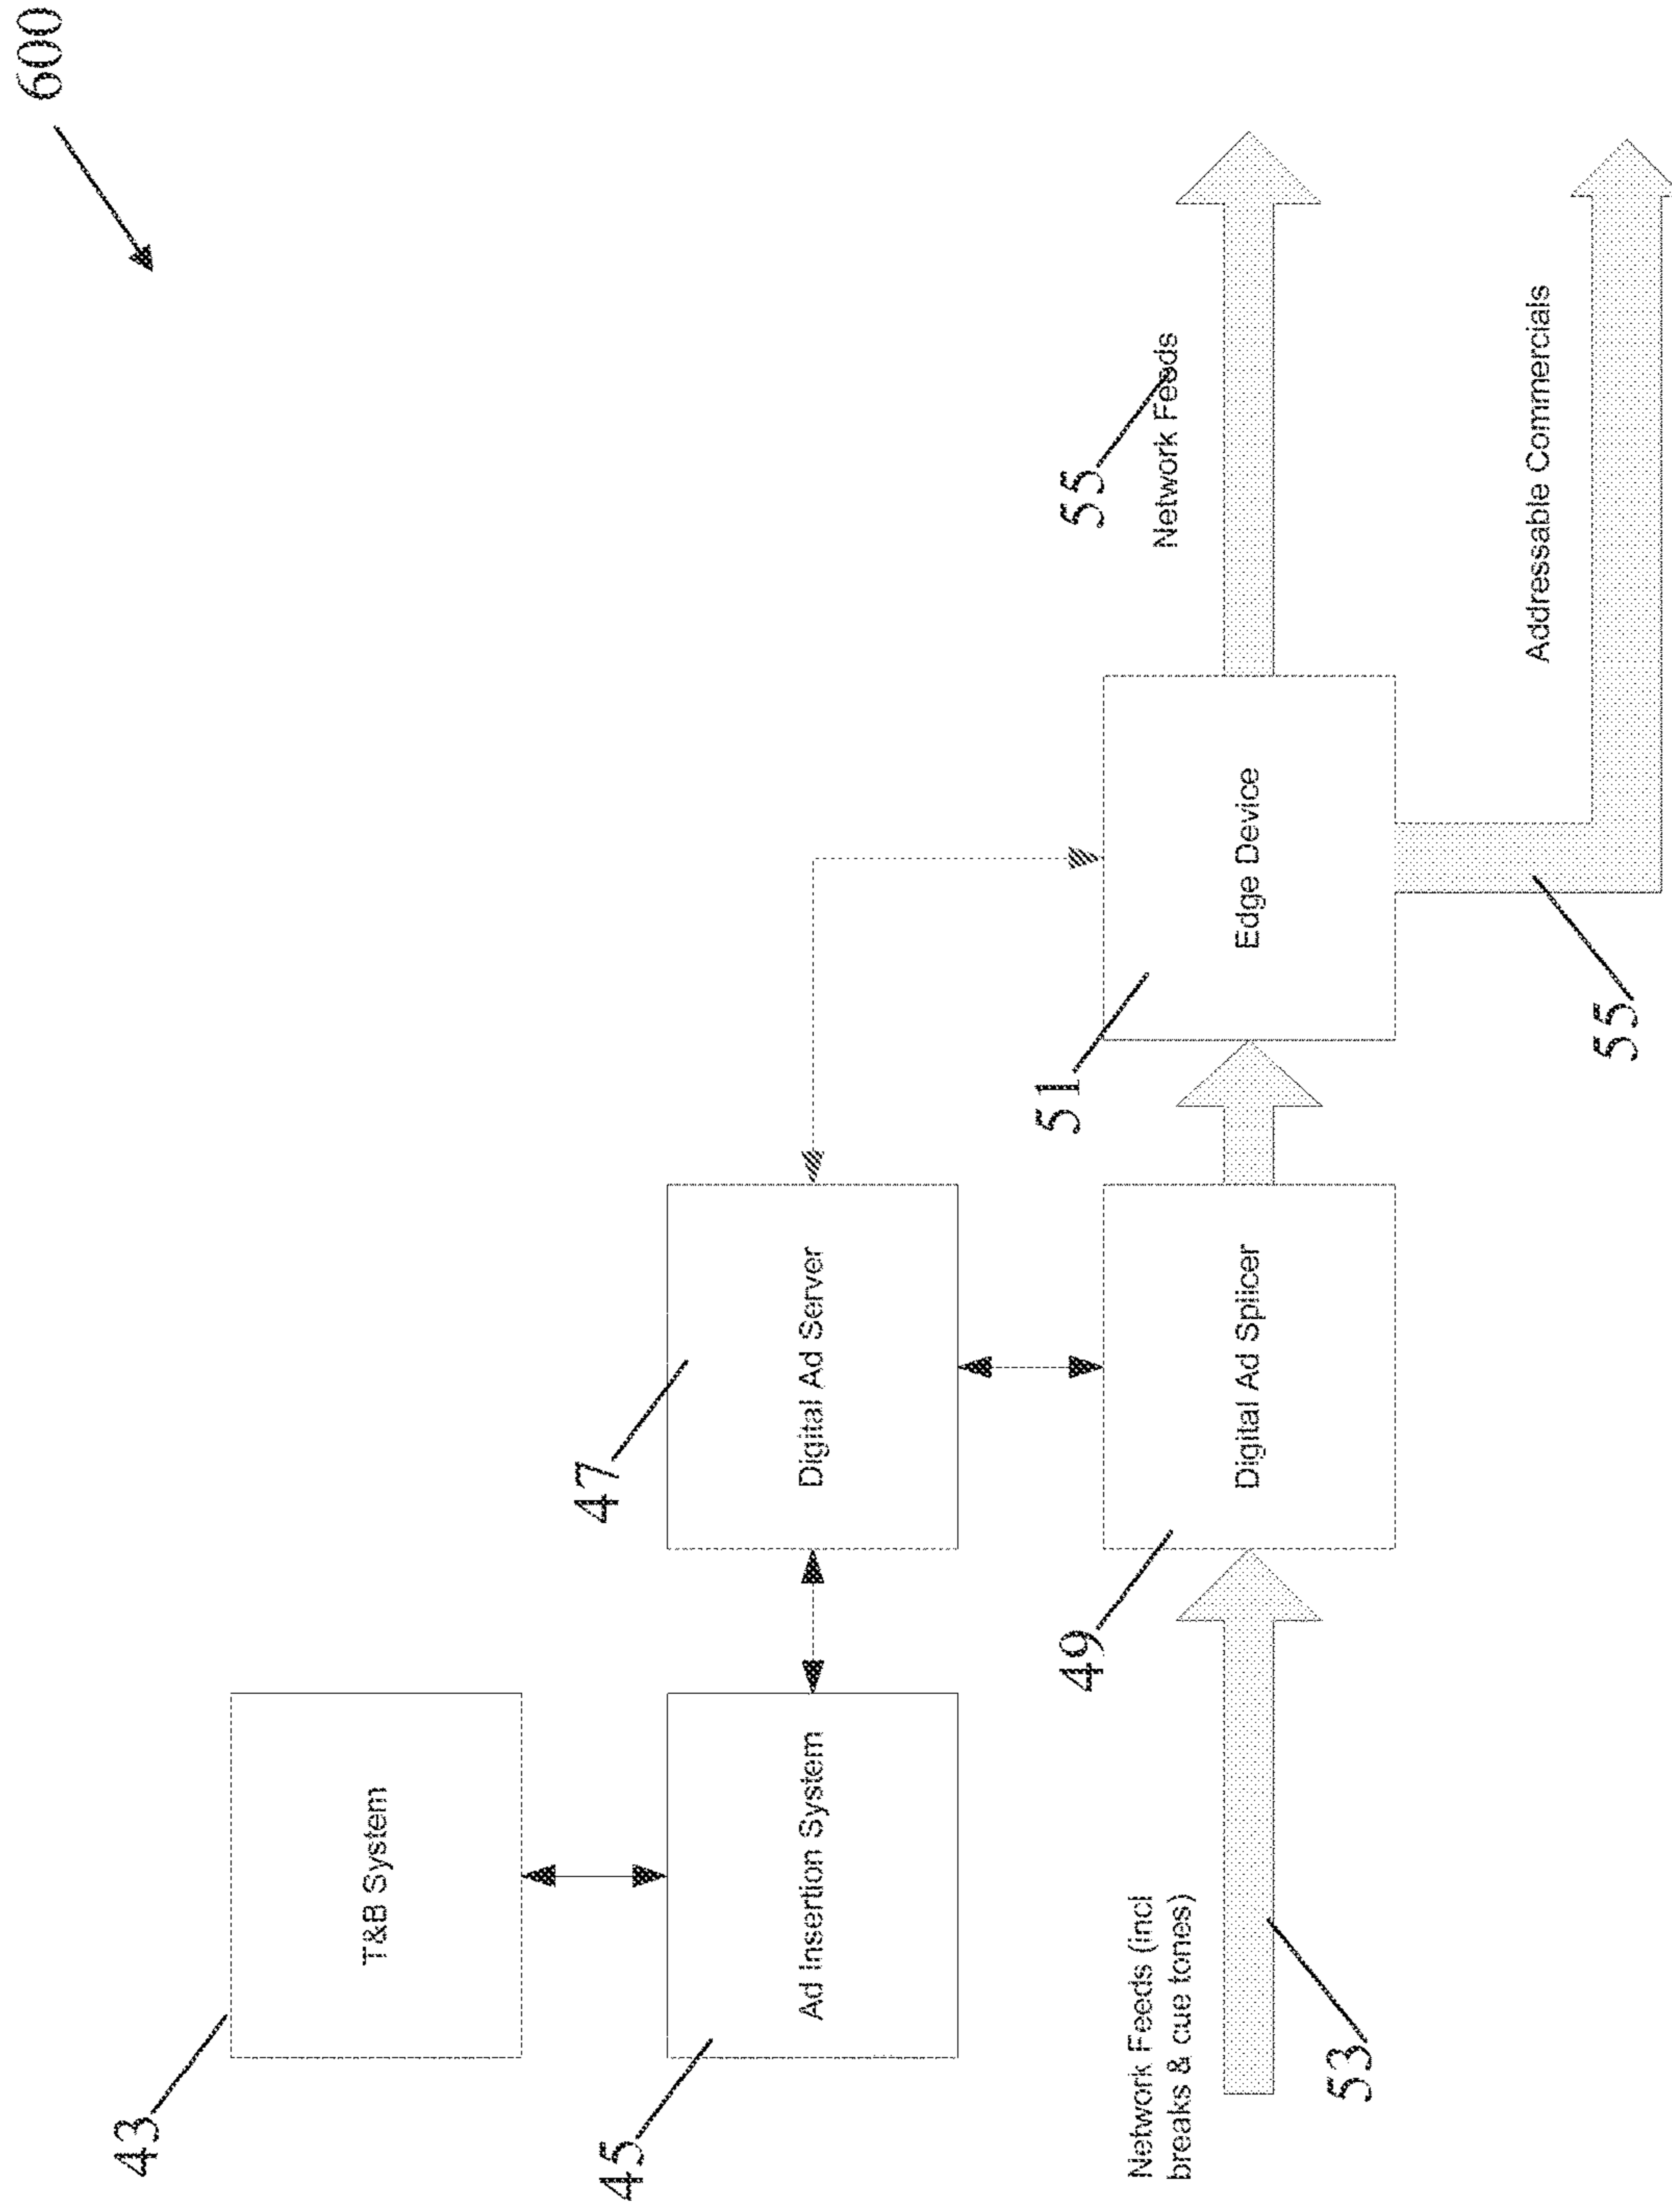 600
43
T&B System
45
Ad Insertion System
47
Digital Ad Server
Network Feeds (incl
breaks & cue tones)
53
49
Digital Ad Splicer
51
Edge Device
55
Network Feeds
55
Addressable Commercials